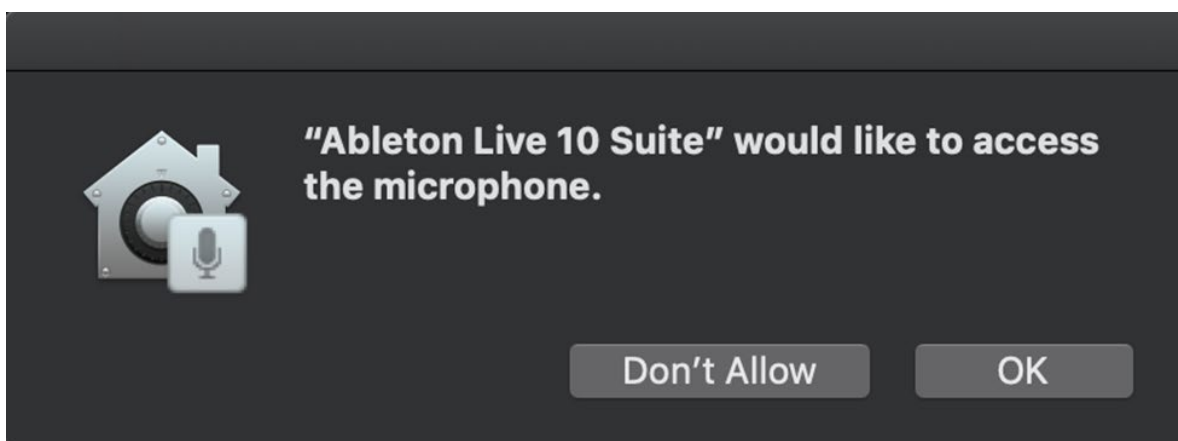 “Ableton Live 10 Suite” would like to access
the microphone.
Don’t Allow
OK